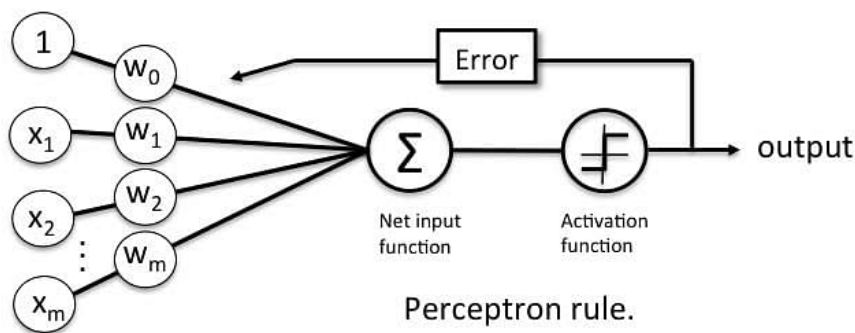 1
w0
Error
x1
w1
Σ
output
x2
w2
Net input
function
Activation
function
⋮
wm
xm
Perceptron rule.